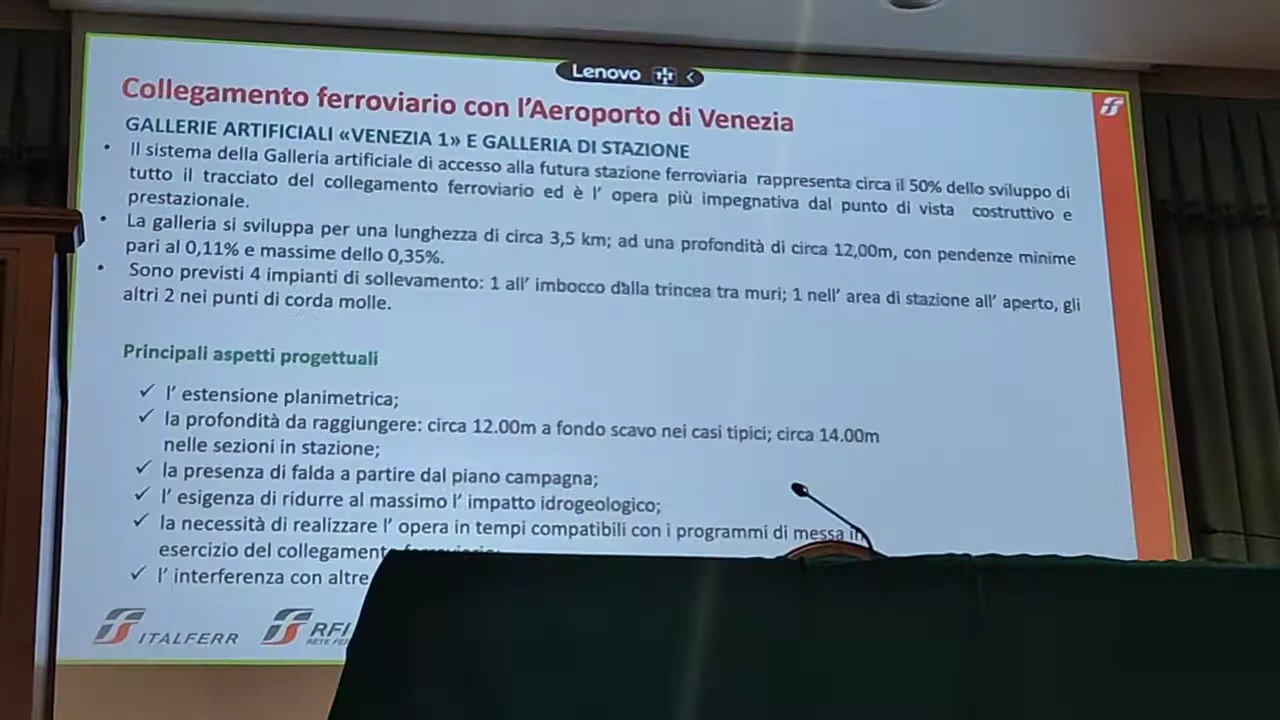 Lenovo
Collegamento ferroviario con l'Aeroporto di Venezia
GALLERIE ARTIFICIALI «VENEZIA 1» E GALLERIA DI STAZIONE
• Il sistema della Galleria artificiale di accesso alla futura stazione ferroviaria rappresenta circa il 50% dello sviluppo di
tutto il tracciato del collegamento ferroviario ed è l' opera più impegnativa dal punto di vista costruttivo e
prestazionale.
• La galleria si sviluppa per una lunghezza di circa 3,5 km; ad una profondità di circa 12,00m, con pendenze minime
pari al 0,11% e massime dello 0,35%.
• Sono previsti 4 impianti di sollevamento: 1 all' imbocco dalla trincea tra muri; 1 nell' area di stazione all' aperto, gli
altri 2 nei punti di corda molle.
Principali aspetti progettuali
✓ l' estensione planimetrica;
✓ la profondità da raggiungere: circa 12.00m a fondo scavo nei casi tipici; circa 14.00m
nelle sezioni in stazione;
✓ la presenza di falda a partire dal piano campagna;
✓ l' esigenza di ridurre al massimo l' impatto idrogeologico;
✓ la necessità di realizzare l' opera in tempi compatibili con i programmi di messa in
esercizio del collegamento
✓ l' interferenza con altre
ITALFERR
RFI
RETE